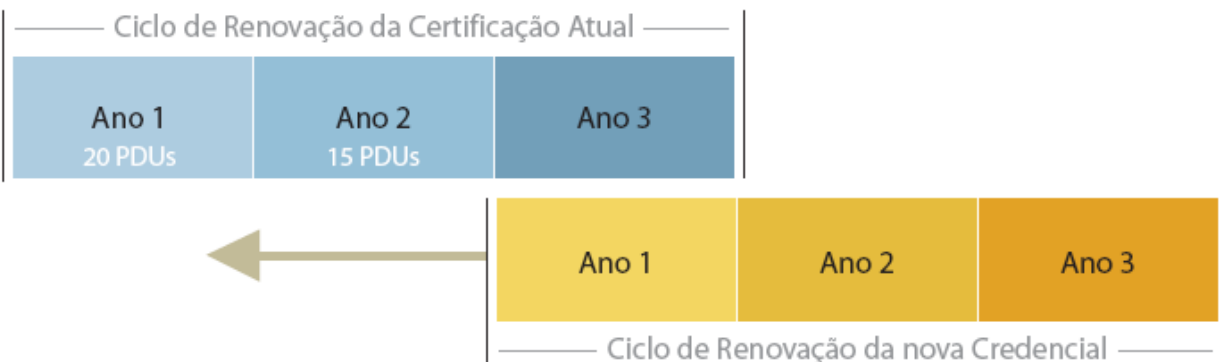 Ciclo de Renovação da Certificação Atual
Ano 1
20 PDUs
Ano 2
15 PDUs
Ano 3
Ano 1
Ano 2
Ano 3
Ciclo de Renovação da nova Credencial